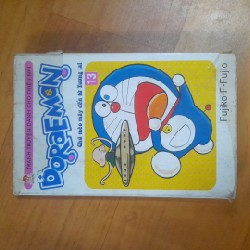 DORAEMON
Chú mèo máy đến từ tương lai
13
Fujiko F·Fujio